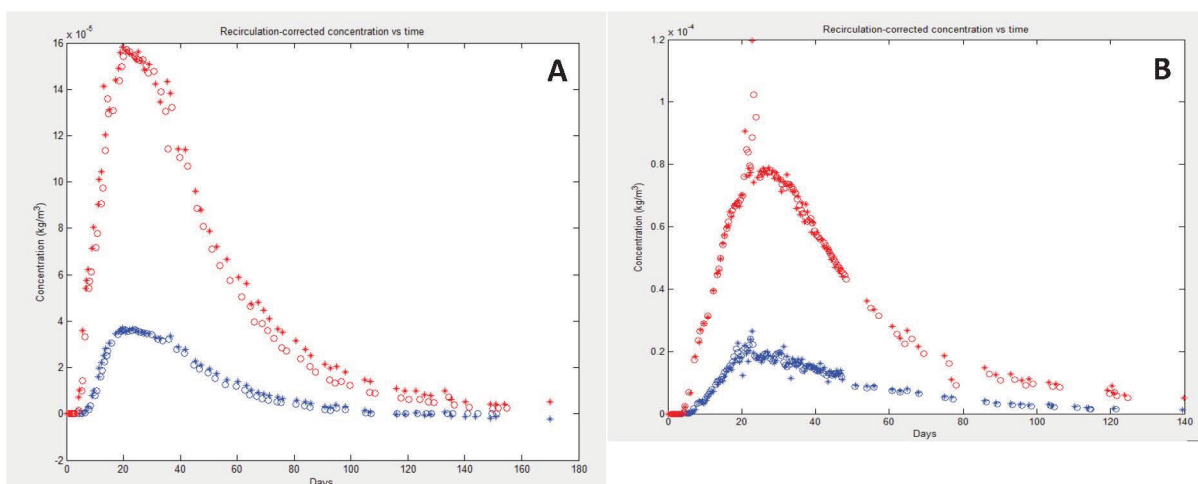 Recirculation-corrected concentration vs time
x 10⁻⁵
A
16
14
12
10
8
6
4
2
0
-2
Concentration (kg/m³)
0 20 40 60 80 100 120 140 160 180
Days
Recirculation-corrected concentration vs time
x 10⁻⁴
B
1.2
1
0.8
0.6
0.4
0.2
0
Concentration (kg/m³)
0 20 40 60 80 100 120 140
Days